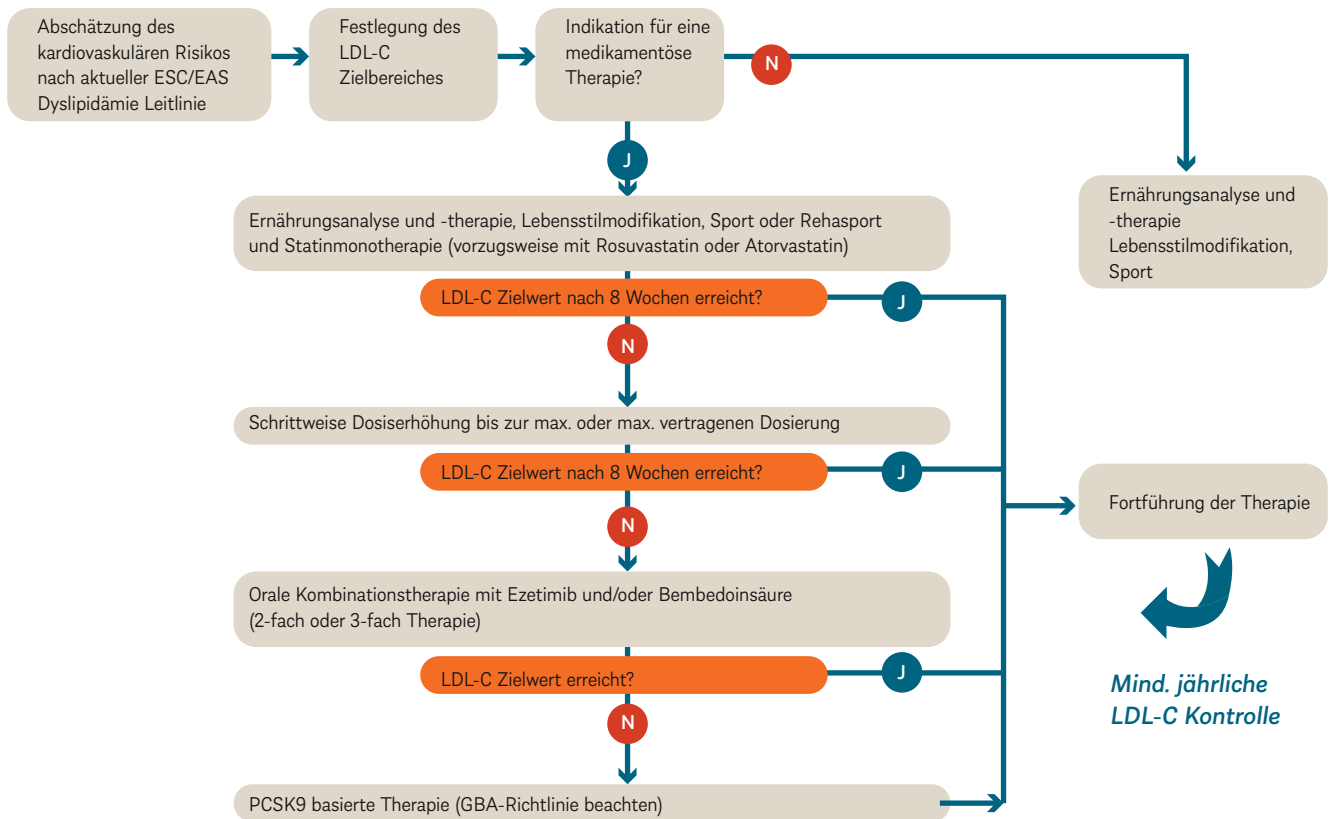 Abschätzung des
kardiovaskulären Risikos
nach aktueller ESC/EAS
Dyslipidämie Leitlinie
Festlegung des
LDL-C
Zielbereiches
Indikation für eine
medikamentöse
Therapie?
N
J
Ernährungsanalyse und
-therapie
Lebensstilmodifikation,
Sport
Ernährungsanalyse und -therapie, Lebensstilmodifikation, Sport oder Rehasport
und Statinmonotherapie (vorzugsweise mit Rosuvastatin oder Atorvastatin)
LDL-C Zielwert nach 8 Wochen erreicht?
J
N
Schrittweise Dosiserhöhung bis zur max. oder max. vertragenen Dosierung
LDL-C Zielwert nach 8 Wochen erreicht?
J
N
Fortführung der Therapie
Orale Kombinationstherapie mit Ezetimib und/oder Bembedoinsäure
(2-fach oder 3-fach Therapie)
LDL-C Zielwert erreicht?
J
N
Mind. jährliche
LDL-C Kontrolle
PCSK9 basierte Therapie (GBA-Richtlinie beachten)